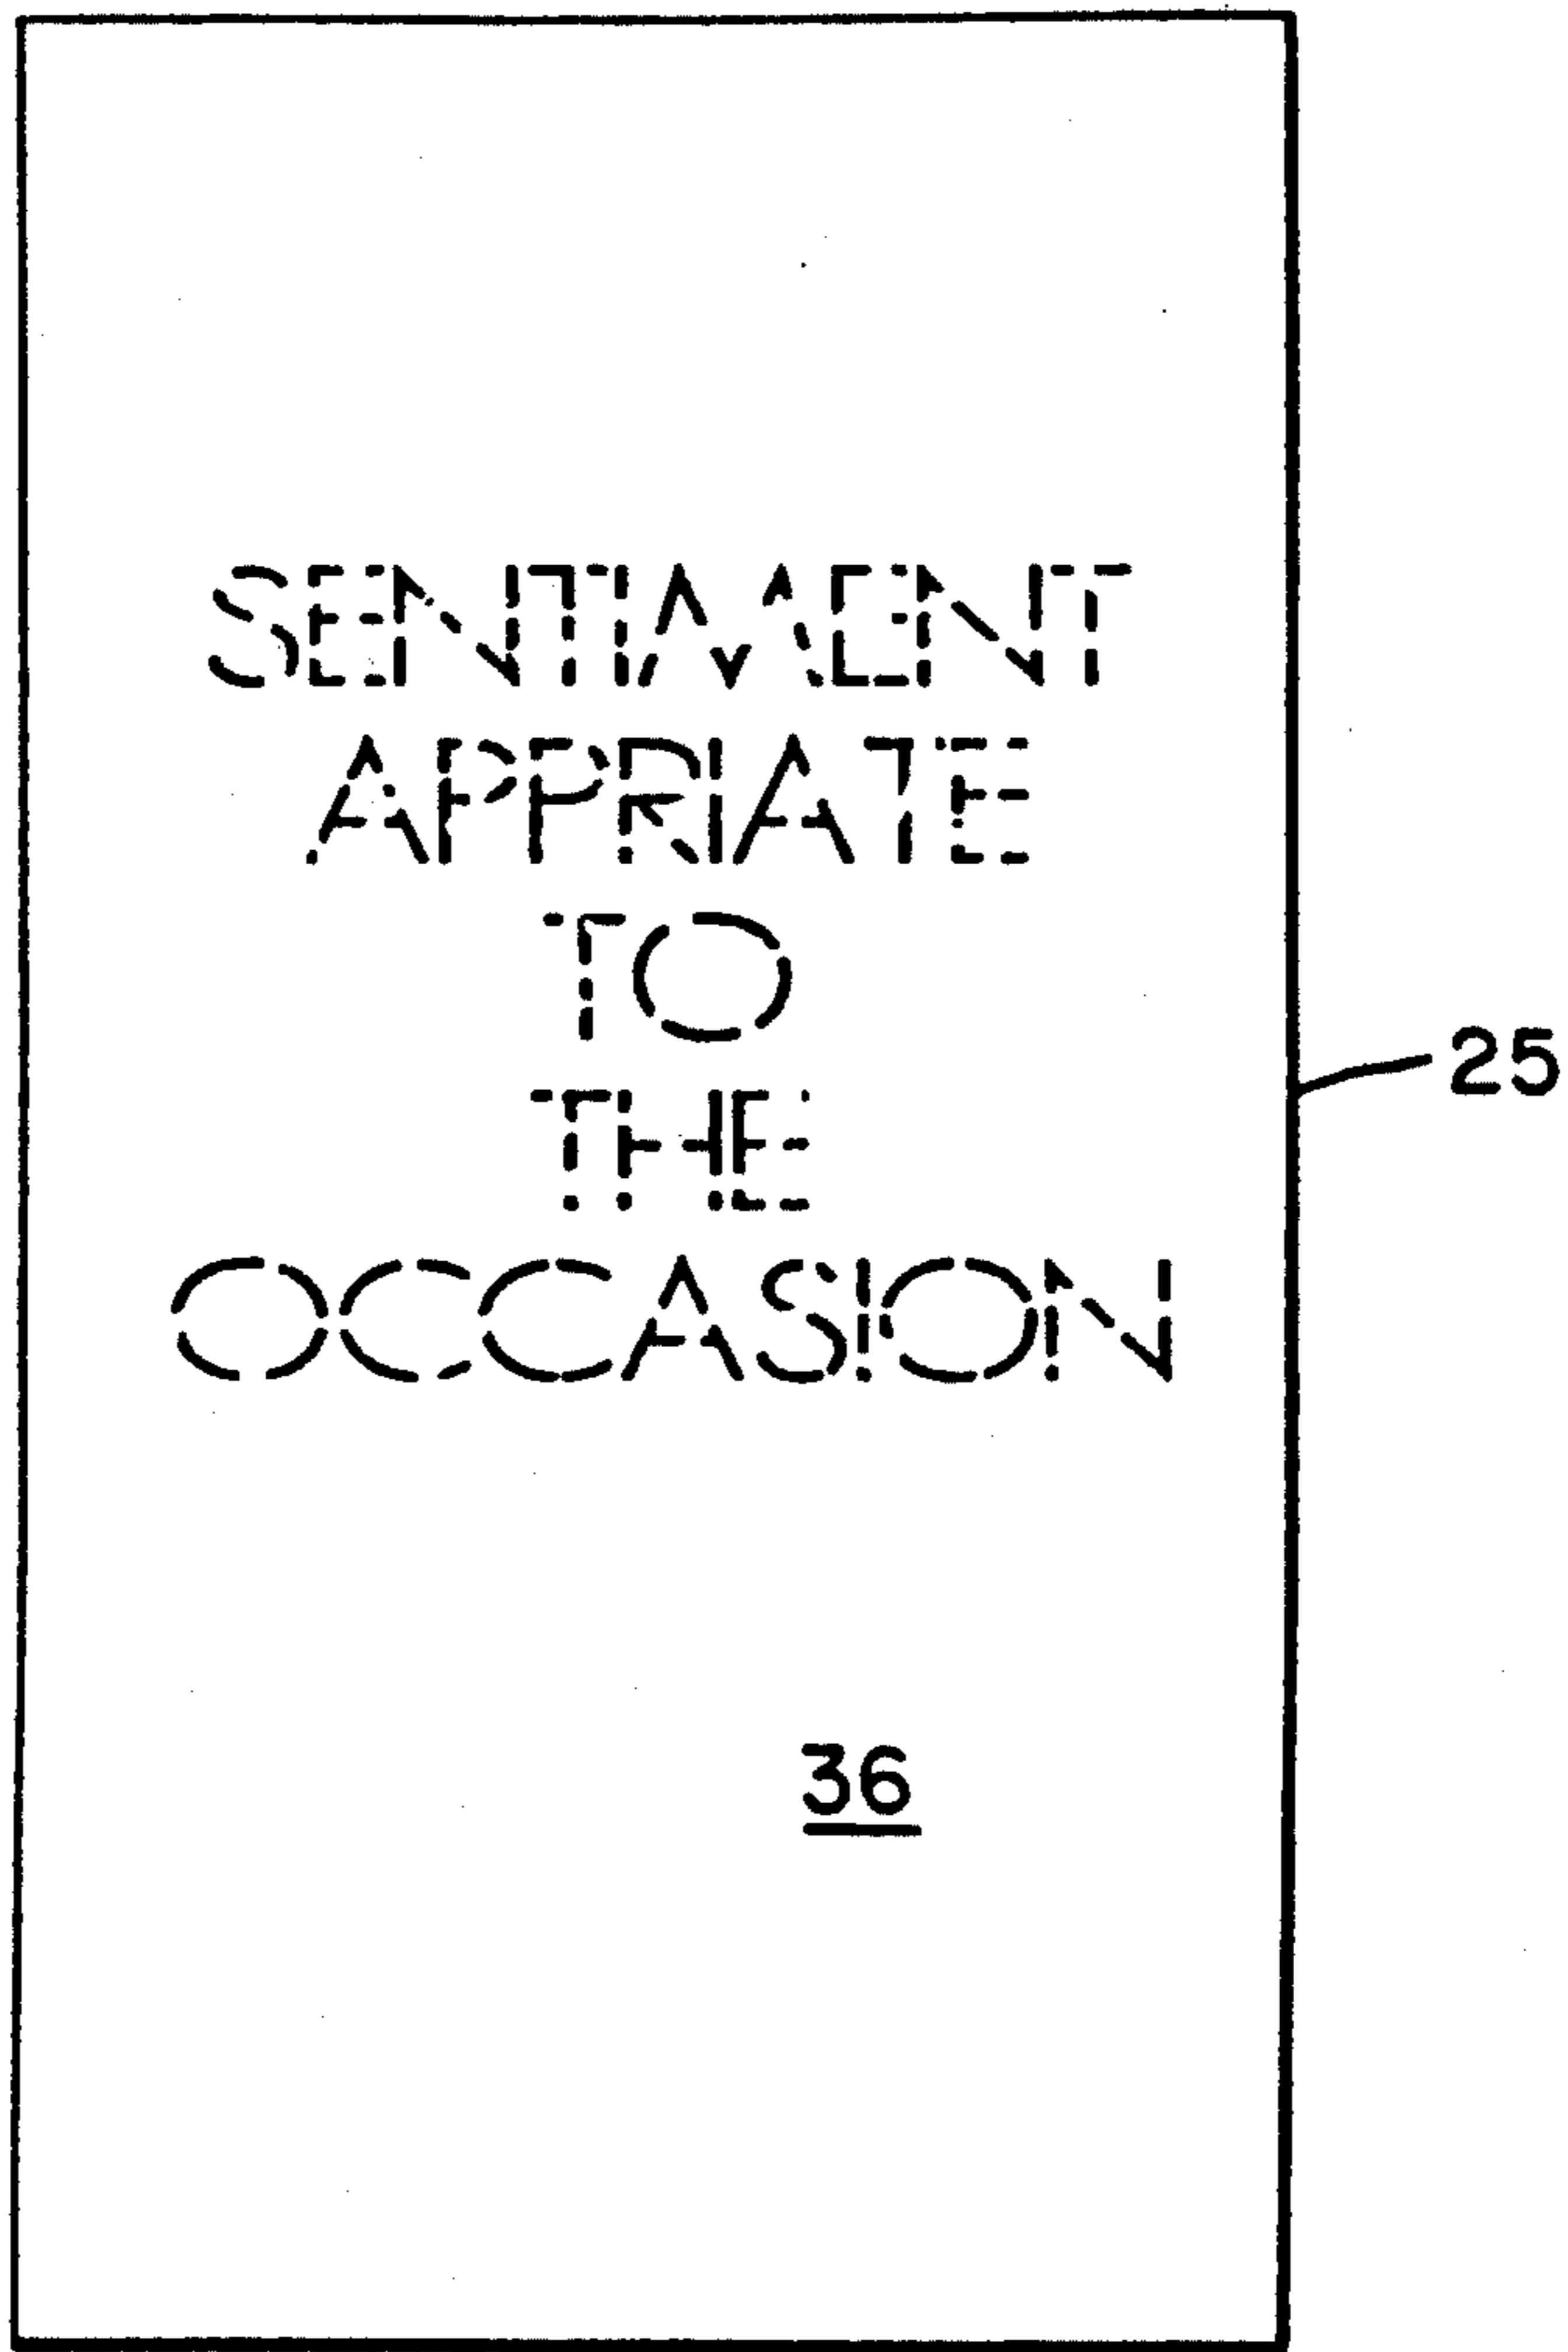 SENTIMENT
APPRIATE
TO
THE
OCCASION
25
36